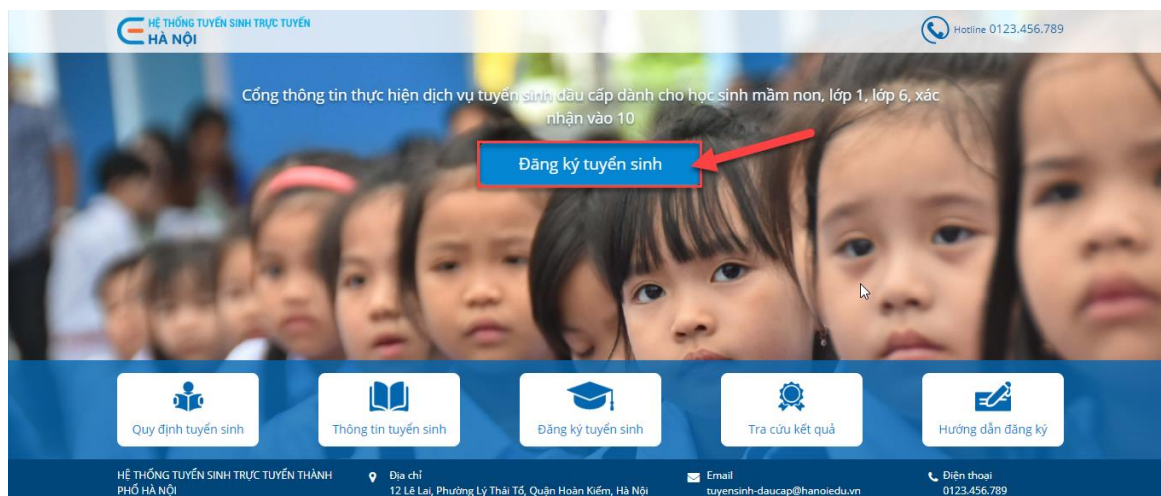 HỆ THỐNG TUYỂN SINH TRỰC TUYẾN
HÀ NỘI
Hotline 0123.456.789
Cổng thông tin thực hiện dịch vụ tuyển sinh đầu cấp dành cho học sinh mầm non, lớp 1, lớp 6, xác
nhận vào 10
Đăng ký tuyển sinh
Quy định tuyển sinh
Thông tin tuyển sinh
Đăng ký tuyển sinh
Tra cứu kết quả
Hướng dẫn đăng ký
HỆ THỐNG TUYỂN SINH TRỰC TUYẾN THÀNH
PHỐ HÀ NỘI
Địa chỉ
12 Lê Lai, Phường Lý Thái Tổ, Quận Hoàn Kiếm, Hà Nội
Email
tuyensinh-daucap@hanoiedu.vn
Điện thoại
0123.456.789